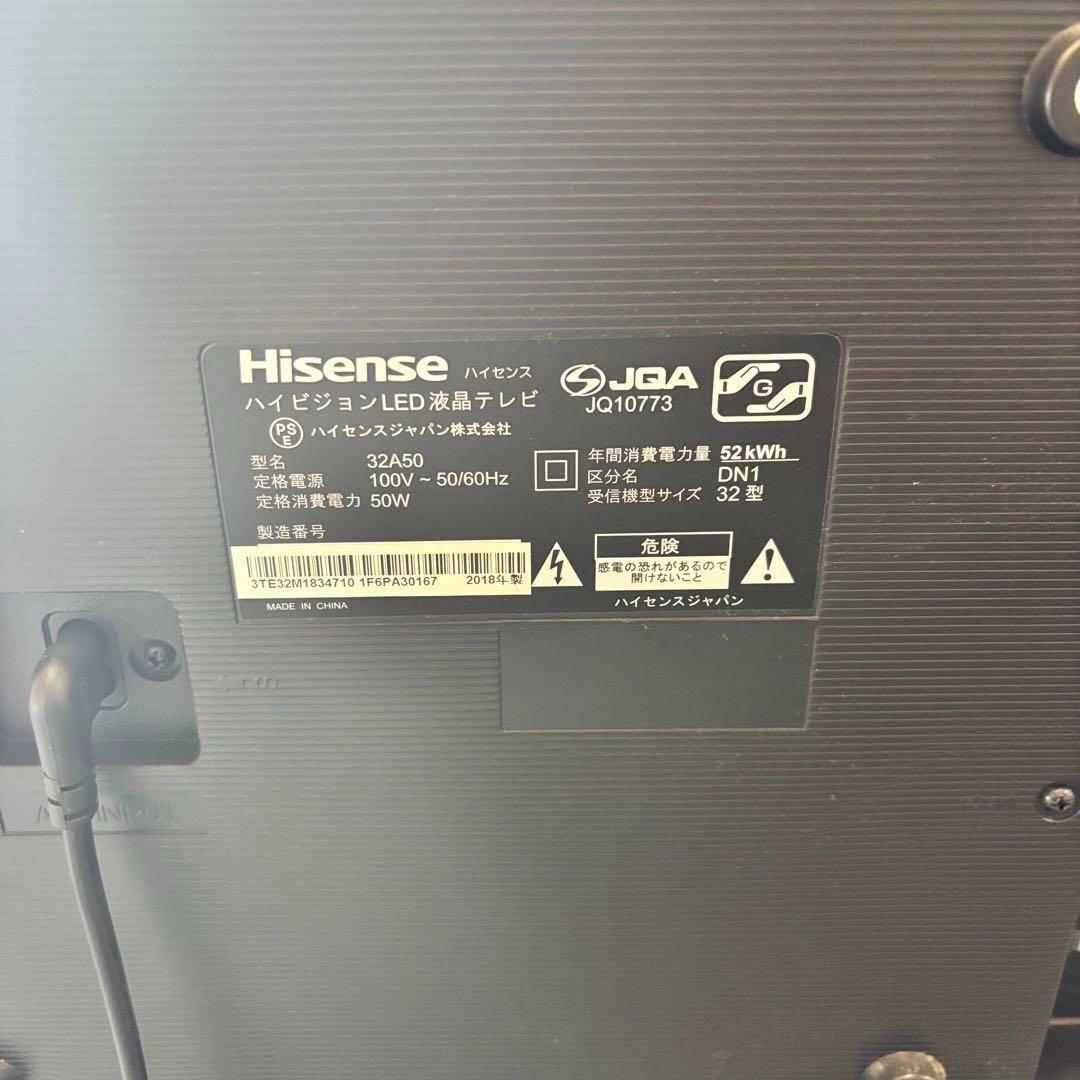 Hisense ハイセンス
ハイビジョンLED液晶テレビ
PSE ハイセンスジャパン株式会社
型名 32A50
定格電源 100V ~ 50/60Hz
定格消費電力 50W
製造番号
3TE32M1834710 1F6PA30167 2018年製
MADE IN CHINA
JQA
JQ10773
G
年間消費電力量 52kWh
区分名 DN1
受信機型サイズ 32型
危険
感電の恐れがあるので
開けないこと
ハイセンスジャパン
INPUT